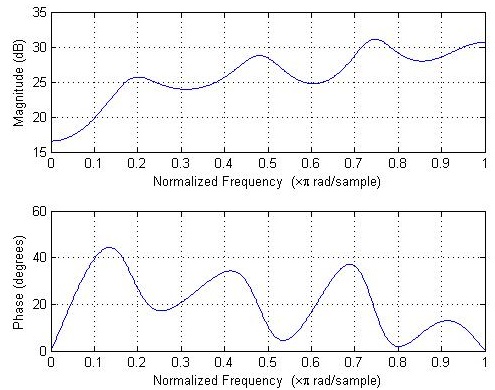 35
30
25
20
15
Magnitude (dB)
0 0.1 0.2 0.3 0.4 0.5 0.6 0.7 0.8 0.9 1
Normalized Frequency (×π rad/sample)
60
40
20
0
Phase (degrees)
0 0.1 0.2 0.3 0.4 0.5 0.6 0.7 0.8 0.9 1
Normalized Frequency (×π rad/sample)